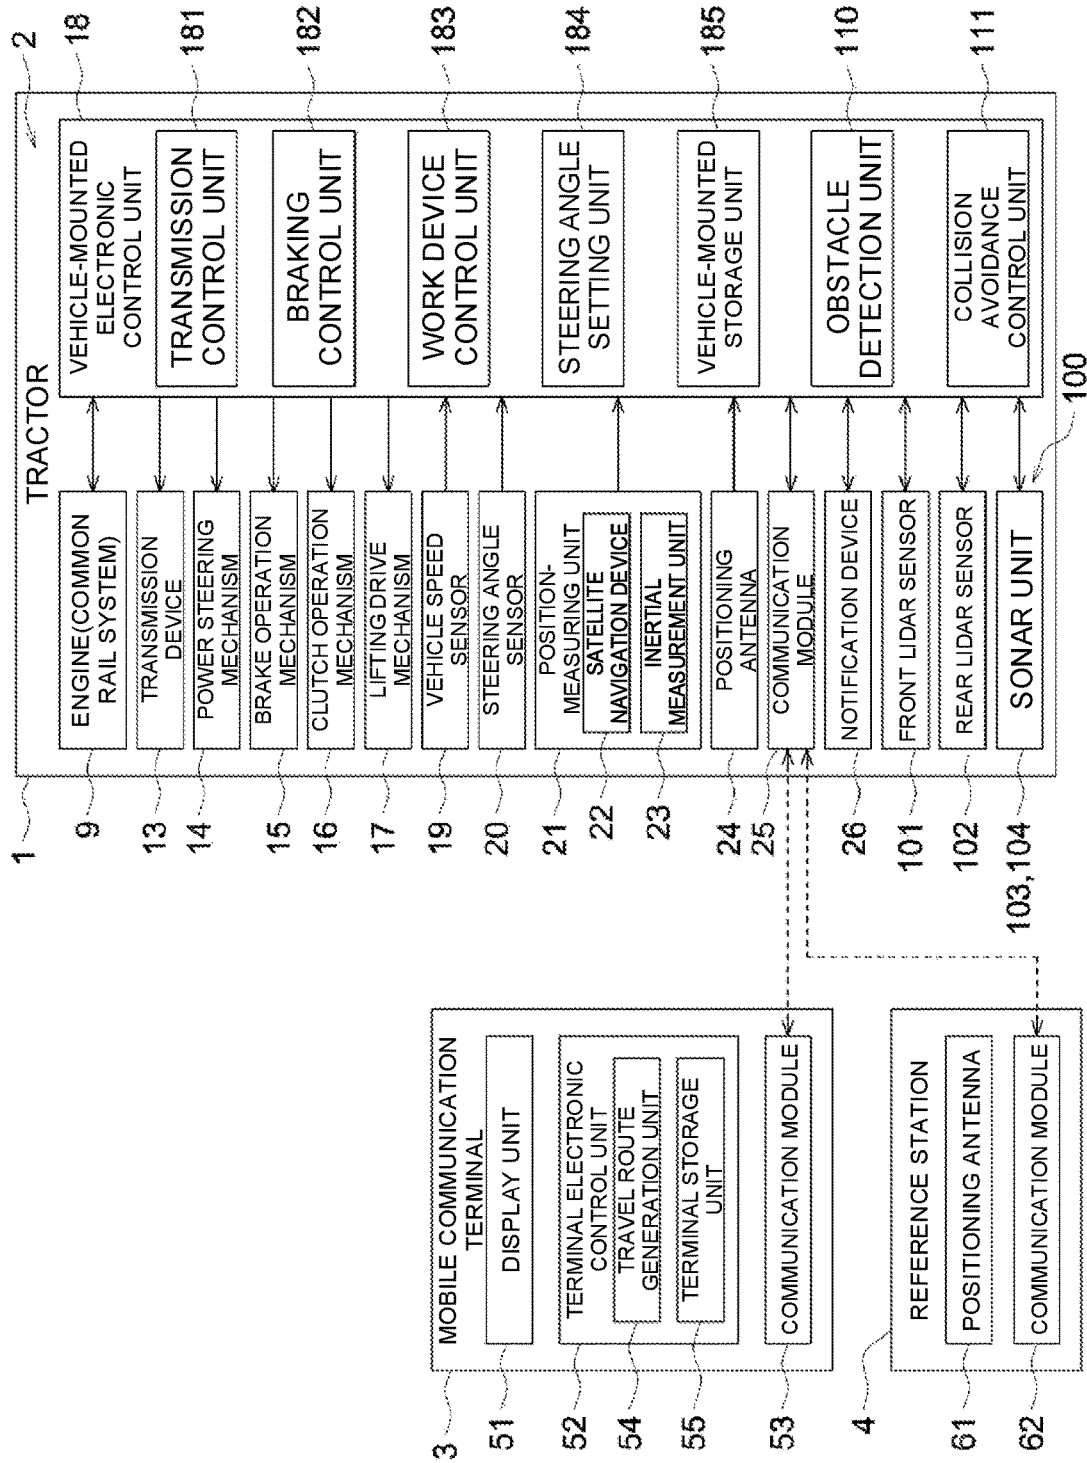 TRACTOR
1
2
18
VEHICLE-MOUNTED
ELECTRONIC
CONTROL UNIT
181
TRANSMISSION
CONTROL UNIT
182
BRAKING
CONTROL UNIT
183
WORK DEVICE
CONTROL UNIT
184
STEERING ANGLE
SETTING UNIT
185
VEHICLE-MOUNTED
STORAGE UNIT
110
OBSTACLE
DETECTION UNIT
111
COLLISION
AVOIDANCE
CONTROL UNIT
100
9
ENGINE(COMMON
RAIL SYSTEM)
13
TRANSMISSION
DEVICE
14
POWER STEERING
MECHANISM
15
BRAKE OPERATION
MECHANISM
16
CLUTCH OPERATION
MECHANISM
17
LIFTING DRIVE
MECHANISM
19
VEHICLE SPEED
SENSOR
20
STEERING ANGLE
SENSOR
21
POSITION-
MEASURING UNIT
22
SATELLITE
NAVIGATION DEVICE
23
INERTIAL
MEASUREMENT UNIT
24
POSITIONING
ANTENNA
25
COMMUNICATION
MODULE
26
NOTIFICATION DEVICE
101
FRONT LIDAR SENSOR
102
REAR LIDAR SENSOR
103,104
SONAR UNIT
3
MOBILE COMMUNICATION
TERMINAL
51
DISPLAY UNIT
52
TERMINAL ELECTRONIC
CONTROL UNIT
54
TRAVEL ROUTE
GENERATION UNIT
55
TERMINAL STORAGE
UNIT
53
COMMUNICATION MODULE
4
REFERENCE STATION
61
POSITIONING ANTENNA
62
COMMUNICATION MODULE